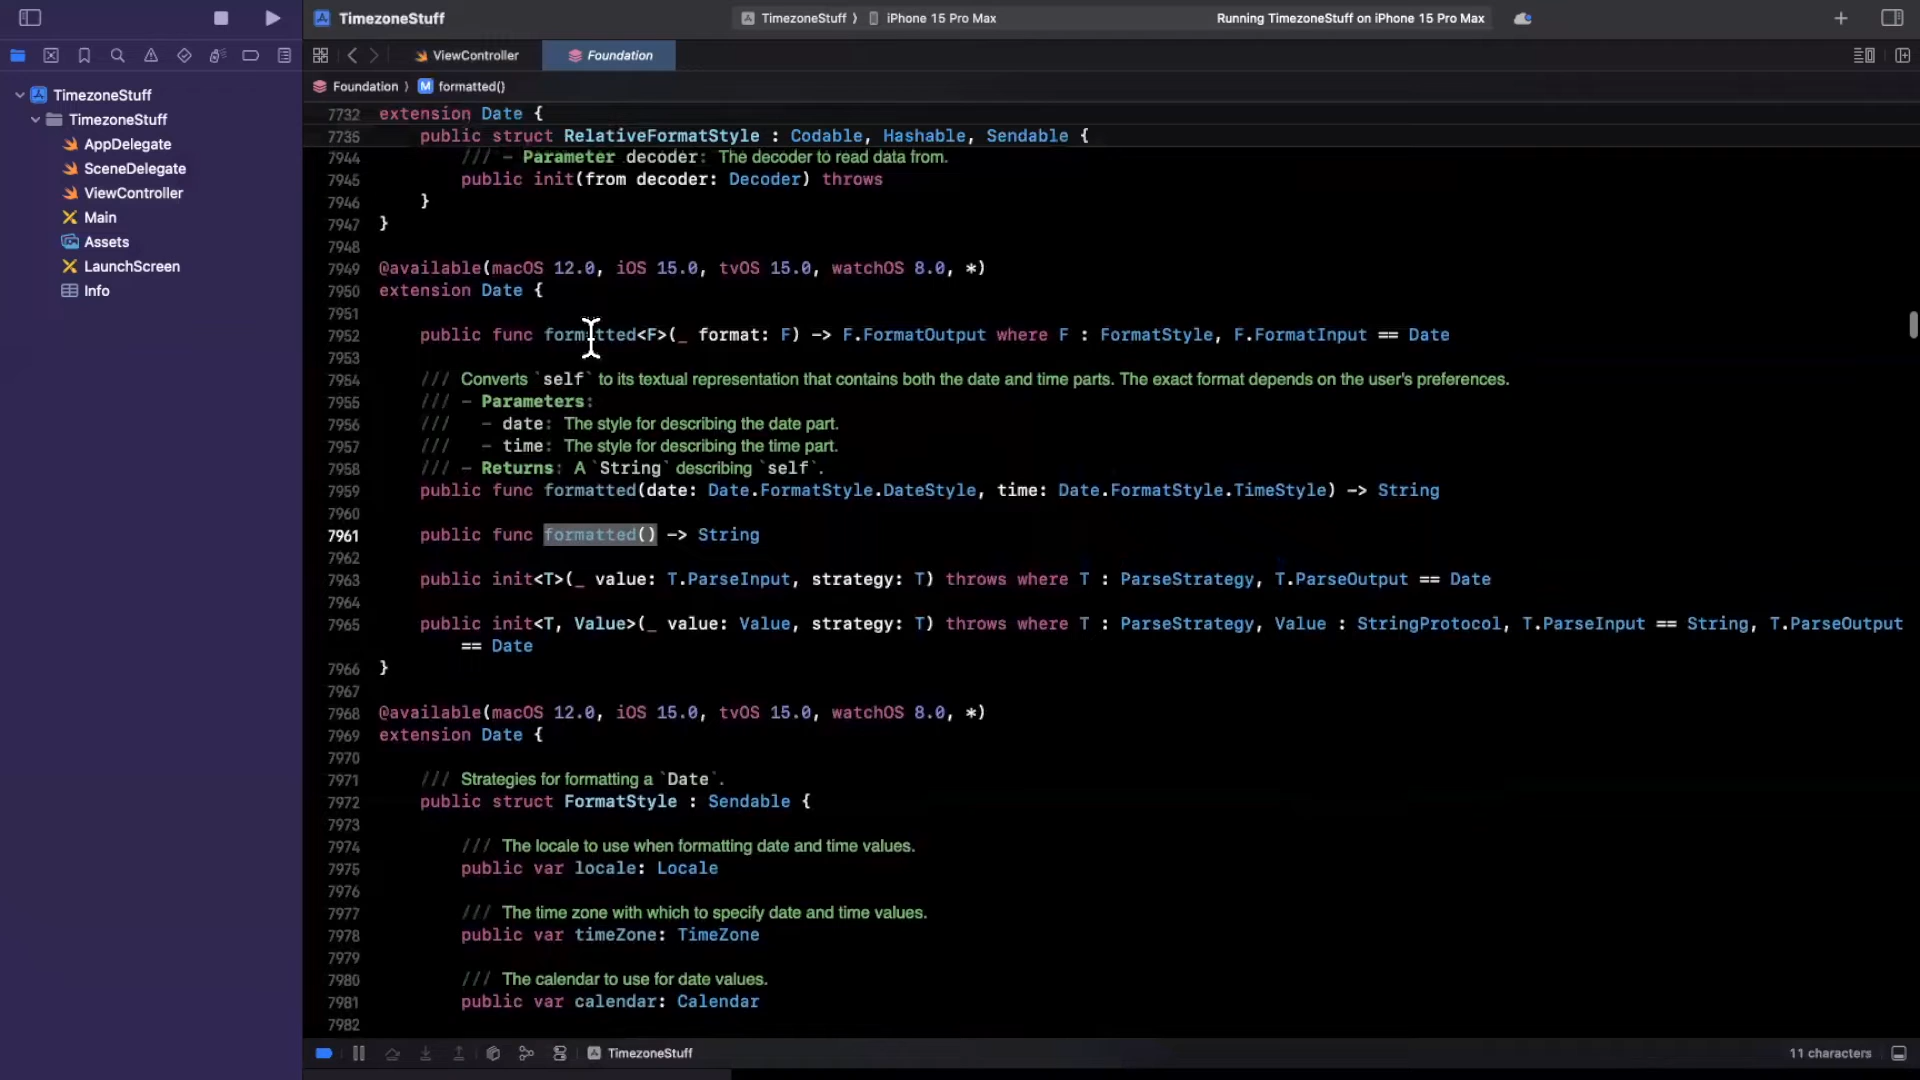 TimezoneStuff
TimezoneStuff ⟩ iPhone 15 Pro Max
Running TimezoneStuff on iPhone 15 Pro Max
ViewController
Foundation
Foundation ⟩ M formatted()
TimezoneStuff
TimezoneStuff
AppDelegate
SceneDelegate
ViewController
Main
Assets
LaunchScreen
Info
7732 extension Date {
7735 public struct RelativeFormatStyle : Codable, Hashable, Sendable {
7944 /// - Parameter decoder: The decoder to read data from.
7945 public init(from decoder: Decoder) throws
7946 }
7947 }
7948
7949 @available(macOS 12.0, iOS 15.0, tvOS 15.0, watchOS 8.0, *)
7950 extension Date {
7951
7952 public func formatted<F>(_ format: F) -> F.FormatOutput where F : FormatStyle, F.FormatInput == Date
7953
7954 /// Converts `self` to its textual representation that contains both the date and time parts. The exact format depends on the user's preferences.
7955 /// - Parameters:
7956 /// - date: The style for describing the date part.
7957 /// - time: The style for describing the time part.
7958 /// - Returns: A `String` describing `self`.
7959 public func formatted(date: Date.FormatStyle.DateStyle, time: Date.FormatStyle.TimeStyle) -> String
7960
7961 public func formatted() -> String
7962
7963 public init<T>(_ value: T.ParseInput, strategy: T) throws where T : ParseStrategy, T.ParseOutput == Date
7964
7965 public init<T, Value>(_ value: Value, strategy: T) throws where T : ParseStrategy, Value : StringProtocol, T.ParseInput == String, T.ParseOutput
== Date
7966 }
7967
7968 @available(macOS 12.0, iOS 15.0, tvOS 15.0, watchOS 8.0, *)
7969 extension Date {
7970
7971 /// Strategies for formatting a `Date`.
7972 public struct FormatStyle : Sendable {
7973
7974 /// The locale to use when formatting date and time values.
7975 public var locale: Locale
7976
7977 /// The time zone with which to specify date and time values.
7978 public var timeZone: TimeZone
7979
7980 /// The calendar to use for date values.
7981 public var calendar: Calendar
7982
TimezoneStuff
11 characters